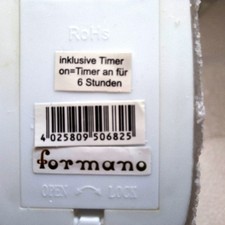 RoHs
inklusive Timer
on=Timer an für
6 Stunden
4 025809 506825
formano
OPEN LOCK